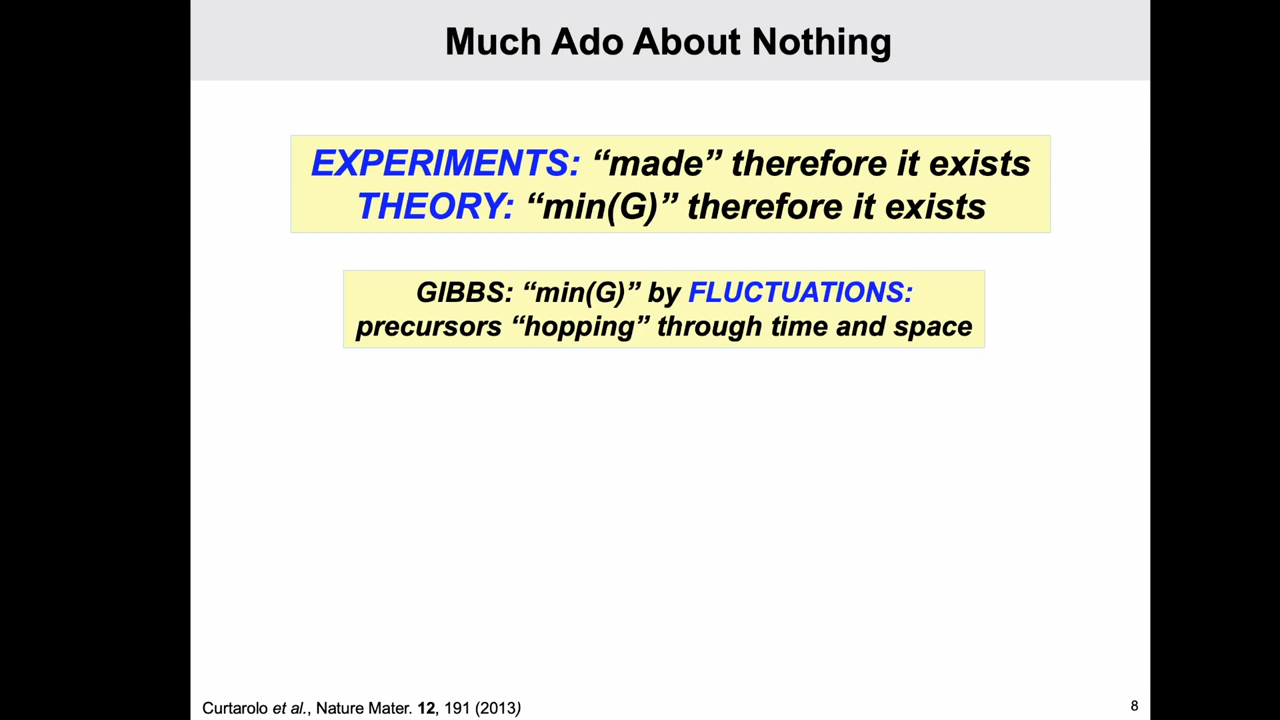 Much Ado About Nothing
EXPERIMENTS: “made” therefore it exists
THEORY: “min(G)” therefore it exists
GIBBS: “min(G)” by FLUCTUATIONS:
precursors “hopping” through time and space
Curtarolo et al., Nature Mater. 12, 191 (2013)
8